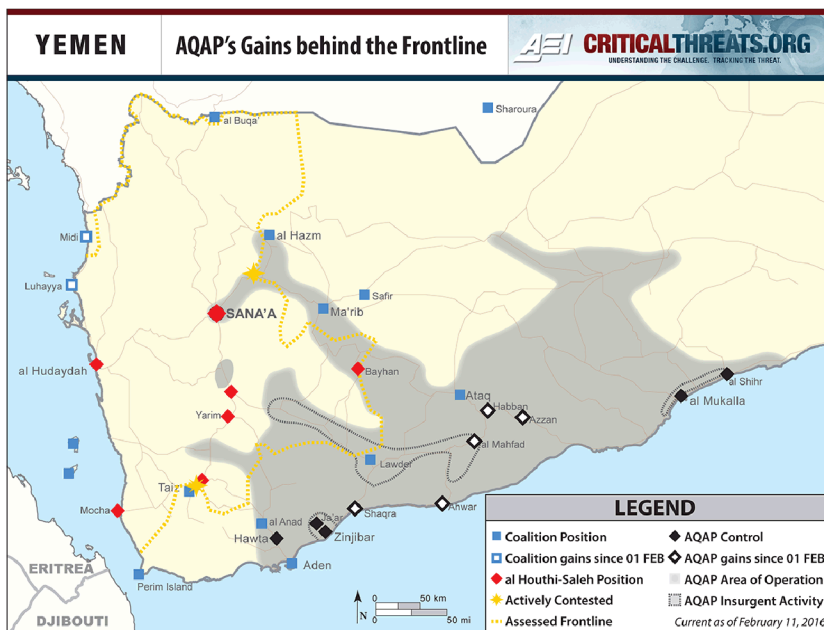 YEMEN
AQAP's Gains behind the Frontline
AEI
CRITICALTHREATS.ORG
UNDERSTANDING THE CHALLENGE. TRACKING THE THREAT.
Sharoura
al Buqa'
Midi
al Hazm
Luhayya
Safir
Ma'rib
SANA'A
al Hudaydah
Bayhan
al Shihr
Ataq
al Mukalla
Habban
Yarim
Azzan
al Mahfad
Lawder
Taiz
Mocha
Shaqra
Ahwar
al Anad
Ja'ar
Hawta
Zinjibar
Aden
ERITREA
Perim Island
DJIBOUTI
N
0 50 km
0 50 mi
LEGEND
Coalition Position
AQAP Control
Coalition gains since 01 FEB
AQAP gains since 01 FEB
al Houthi-Saleh Position
AQAP Area of Operation
Actively Contested
AQAP Insurgent Activity
Assessed Frontline
Current as of February 11, 2016